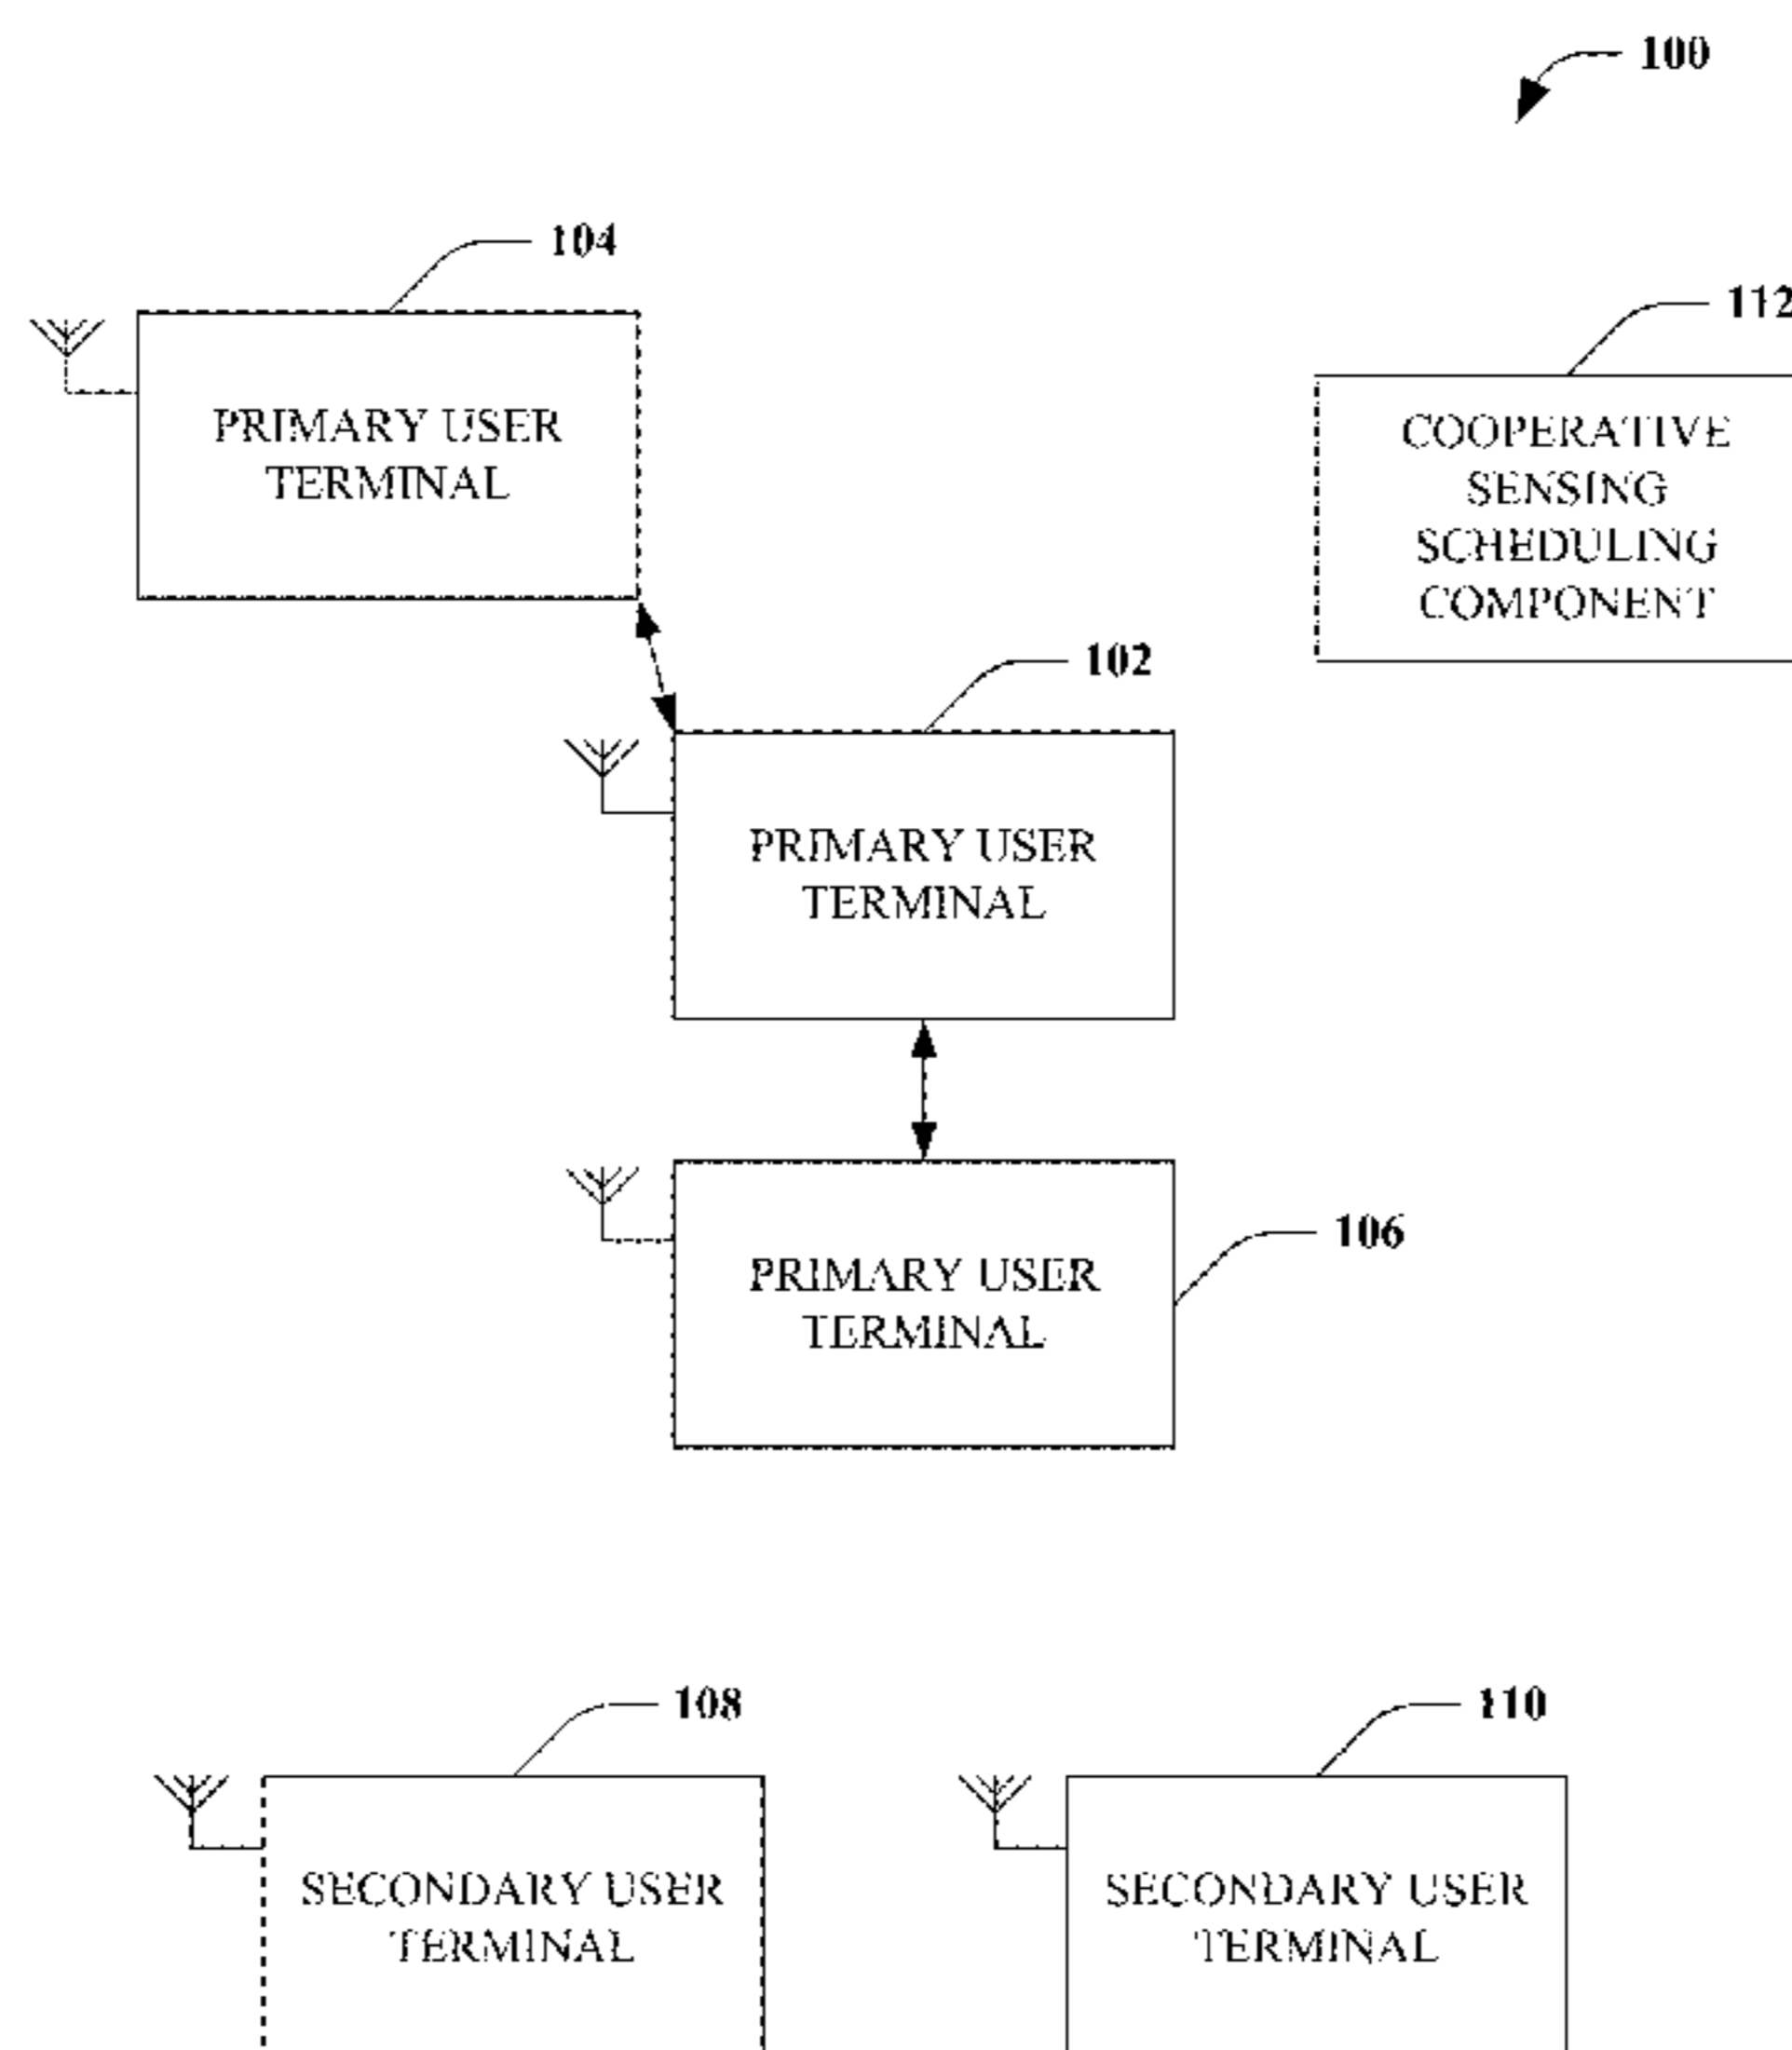 100
104
112
PRIMARY USER
TERMINAL
COOPERATIVE
SENSING
SCHEDULING
COMPONENT
102
PRIMARY USER
TERMINAL
106
PRIMARY USER
TERMINAL
108
110
SECONDARY USER
TERMINAL
SECONDARY USER
TERMINAL